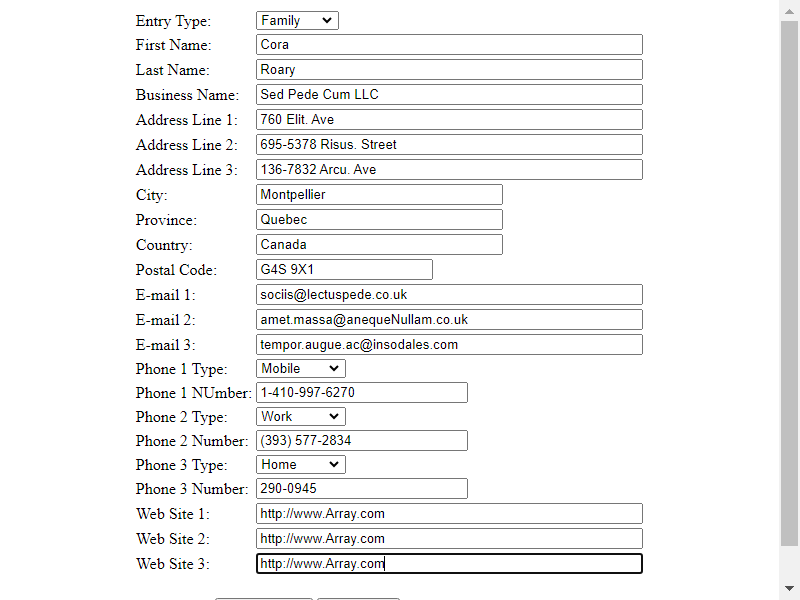 Entry Type: Family
First Name: Cora
Last Name: Roary
Business Name: Sed Pede Cum LLC
Address Line 1: 760 Elit. Ave
Address Line 2: 695-5378 Risus. Street
Address Line 3: 136-7832 Arcu. Ave
City: Montpellier
Province: Quebec
Country: Canada
Postal Code: G4S 9X1
E-mail 1: sociis@lectuspede.co.uk
E-mail 2: amet.massa@anequeNullam.co.uk
E-mail 3: tempor.augue.ac@insodales.com
Phone 1 Type: Mobile
Phone 1 NUmber: 1-410-997-6270
Phone 2 Type: Work
Phone 2 Number: (393) 577-2834
Phone 3 Type: Home
Phone 3 Number: 290-0945
Web Site 1: http://www.Array.com
Web Site 2: http://www.Array.com
Web Site 3: http://www.Array.com